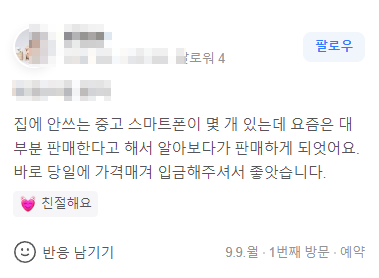 팔로워 4
팔로우
집에 안쓰는 중고 스마트폰이 몇 개 있는데 요즘은 대
부분 판매한다고 해서 알아보다가 판매하게 되엇어요.
바로 당일에 가격매겨 입금해주셔서 좋앗습니다.
친절해요
반응 남기기
9.9.월 · 1번째 방문 · 예약